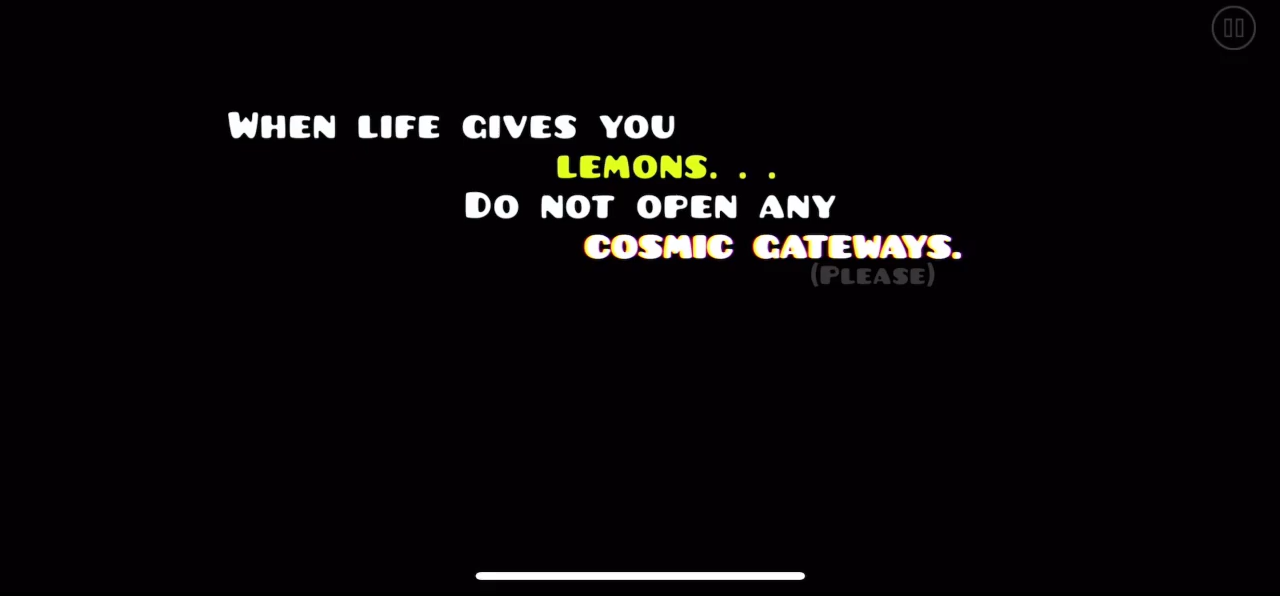 When life gives you
lemons. . .
Do not open any
cosmic gateways.
(Please)